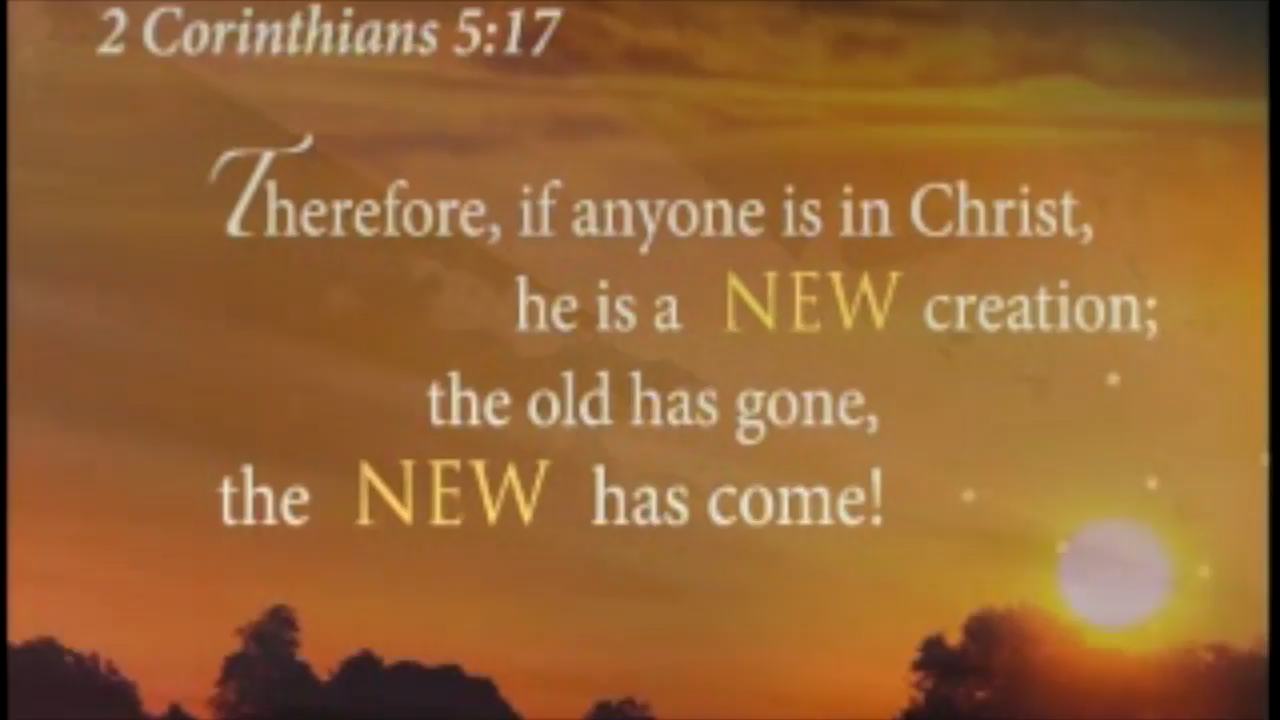 2 Corinthians 5:17
Therefore, if anyone is in Christ,
he is a NEW creation;
the old has gone,
the NEW has come!